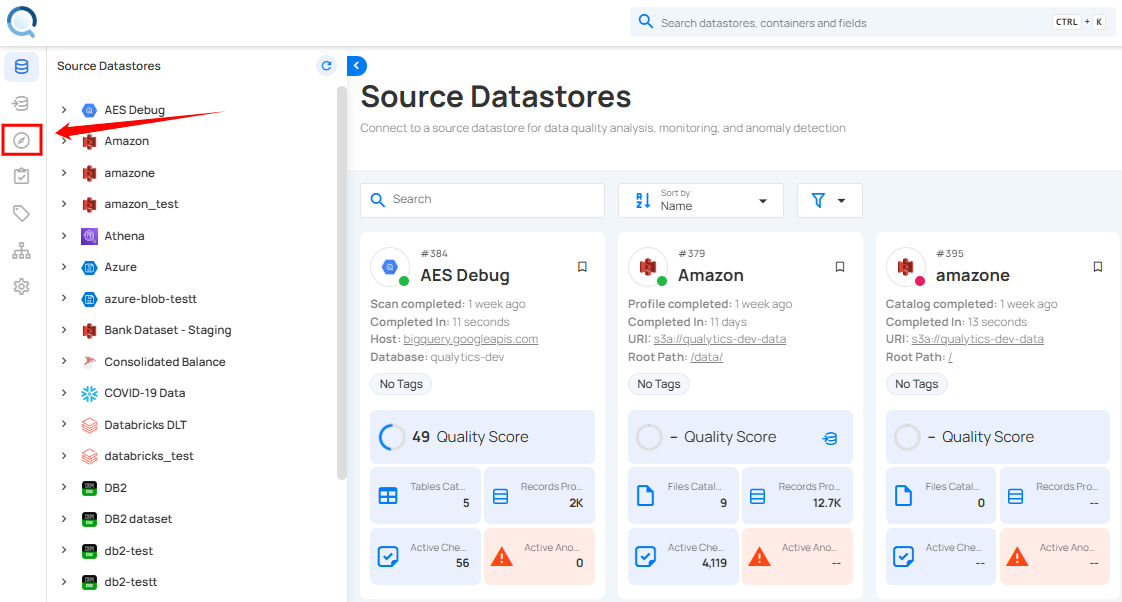 Search datastores, containers and fields
CTRL + K
Source Datastores
AES Debug
Amazon
amazone
amazon_test
Athena
Azure
azure-blob-testt
Bank Dataset - Staging
Consolidated Balance
COVID-19 Data
Databricks DLT
databricks_test
DB2
DB2 dataset
db2-test
db2-testt
Source Datastores
Connect to a source datastore for data quality analysis, monitoring, and anomaly detection
Search
Sort by
Name
#384
AES Debug
Scan completed: 1 week ago
Completed In: 11 seconds
Host: bigquery.googleapis.com
Database: qualytics-dev
No Tags
49 Quality Score
Tables Cat...
5
Records Pro...
2K
Active Che...
56
Active Ano...
0
#379
Amazon
Profile completed: 1 week ago
Completed In: 11 days
URI: s3a://qualytics-dev-data
Root Path: /data/
No Tags
– Quality Score
Files Catal...
9
Records Pro...
12.7K
Active Che...
4,119
Active Ano...
--
#395
amazone
Catalog completed: 1 week ago
Completed In: 13 seconds
URI: s3a://qualytics-dev-data
Root Path: /
No Tags
– Quality Score
Files Catal...
0
Records Pro...
--
Active Che...
--
Active Ano...
--